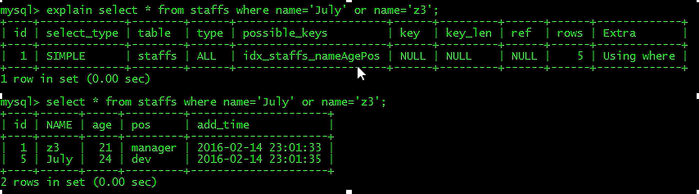 mysql> explain select * from staffs where name='July' or name='z3';
+----+-------------+--------+------+-----------------------+------+---------+------+------+-------------+
| id | select_type | table | type | possible_keys | key | key_len | ref | rows | Extra |
+----+-------------+--------+------+-----------------------+------+---------+------+------+-------------+
| 1 | SIMPLE | staffs | ALL | idx_staffs_nameAgePos | NULL | NULL | NULL | 5 | Using where |
+----+-------------+--------+------+-----------------------+------+---------+------+------+-------------+
1 row in set (0.00 sec)
mysql> select * from staffs where name='July' or name='z3';
+----+------+-----+---------+---------------------+
| id | NAME | age | pos | add_time |
+----+------+-----+---------+---------------------+
| 1 | z3 | 21 | manager | 2016-02-14 23:01:33 |
| 5 | July | 24 | dev | 2016-02-14 23:01:35 |
+----+------+-----+---------+---------------------+
2 rows in set (0.00 sec)